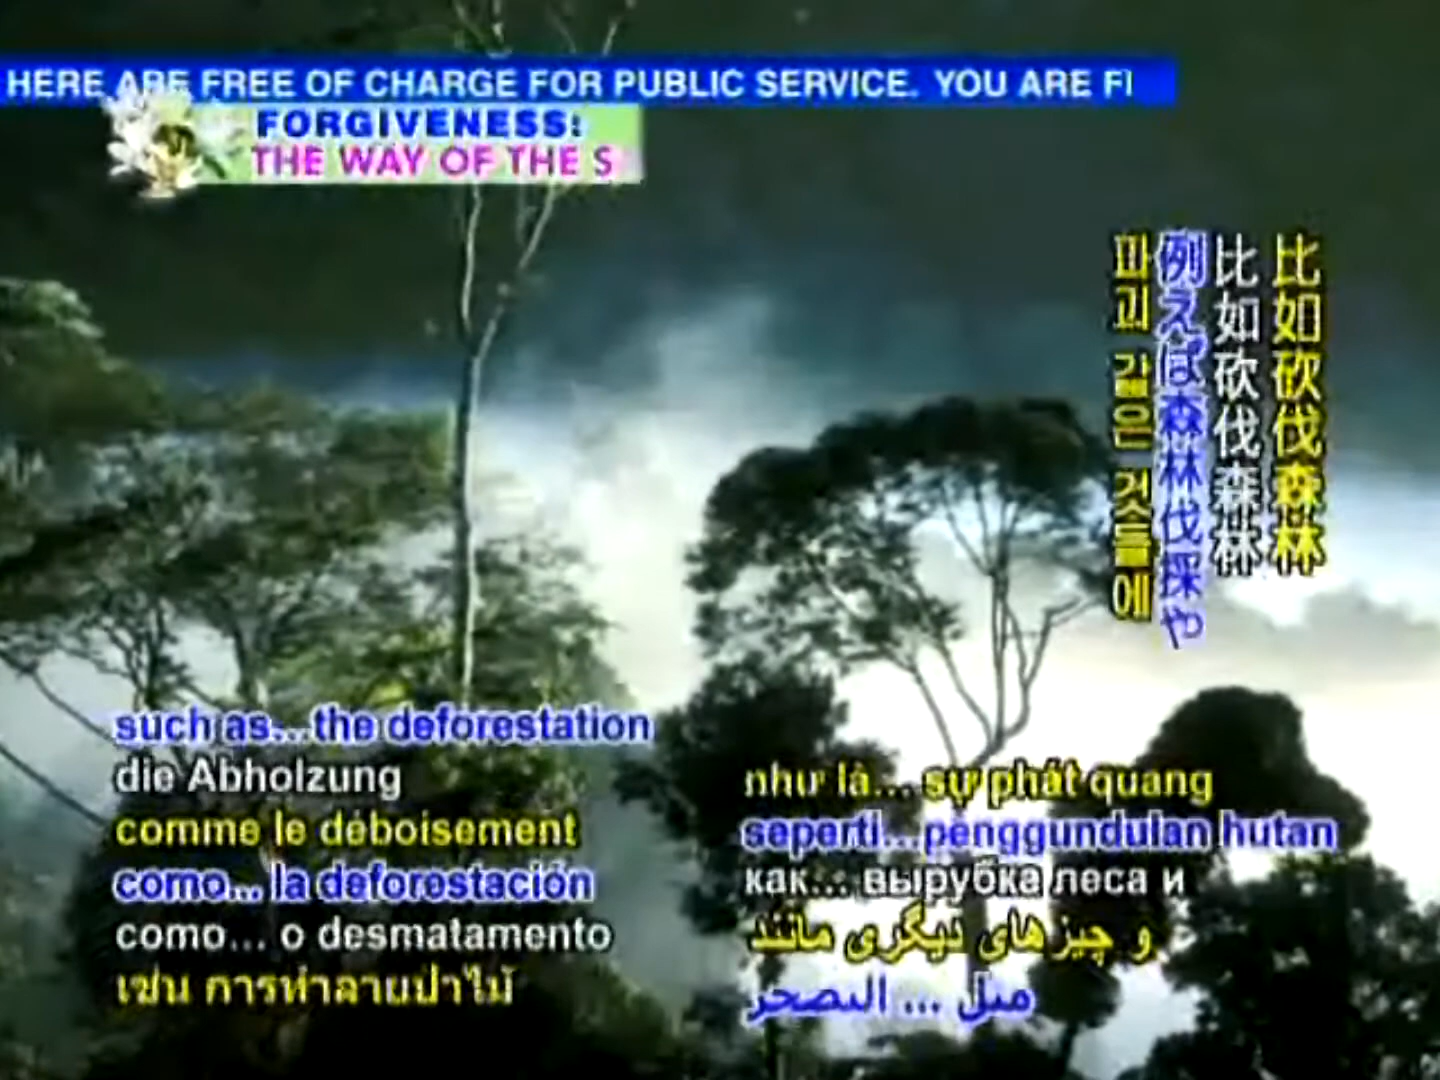 HERE ARE FREE OF CHARGE FOR PUBLIC SERVICE. YOU ARE
FORGIVENESS:
THE WAY OF THE S
比如砍伐森林
比如砍伐森林
例えば森林伐採や
파괴 같은 것들에
such as... the deforestation
die Abholzung
comme le déboisement
como... la deforestación
como... o desmatamento
เช่น การทำลายป่าไม้
như là... sự phát quang
seperti...penggundulan hutan
как... вырубка леса и
و چیزهای دیگری مانند
مثل ... التصحر